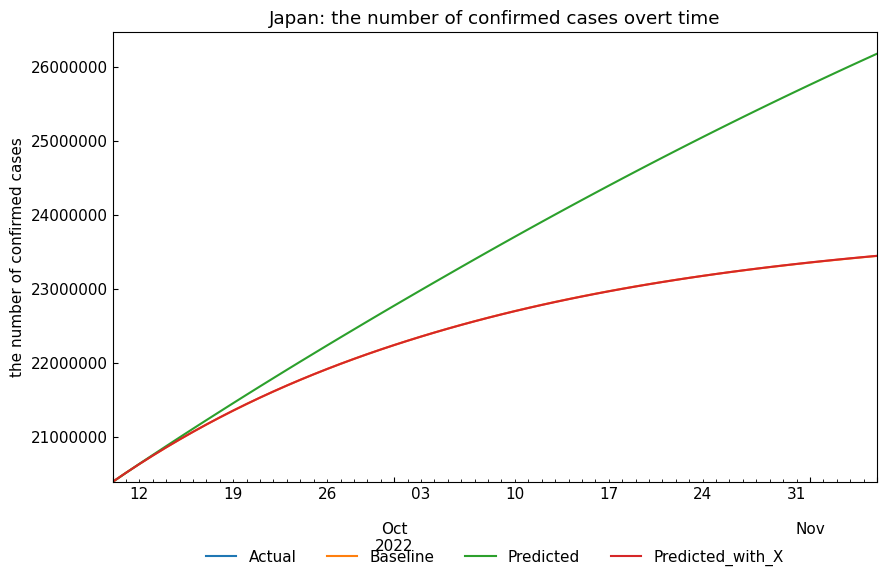 Japan: the number of confirmed cases overt time
the number of confirmed cases
26000000
25000000
24000000
23000000
22000000
21000000
12 19 26 03 10 17 24 31
Oct Nov
2022
Actual Baseline Predicted Predicted_with_X